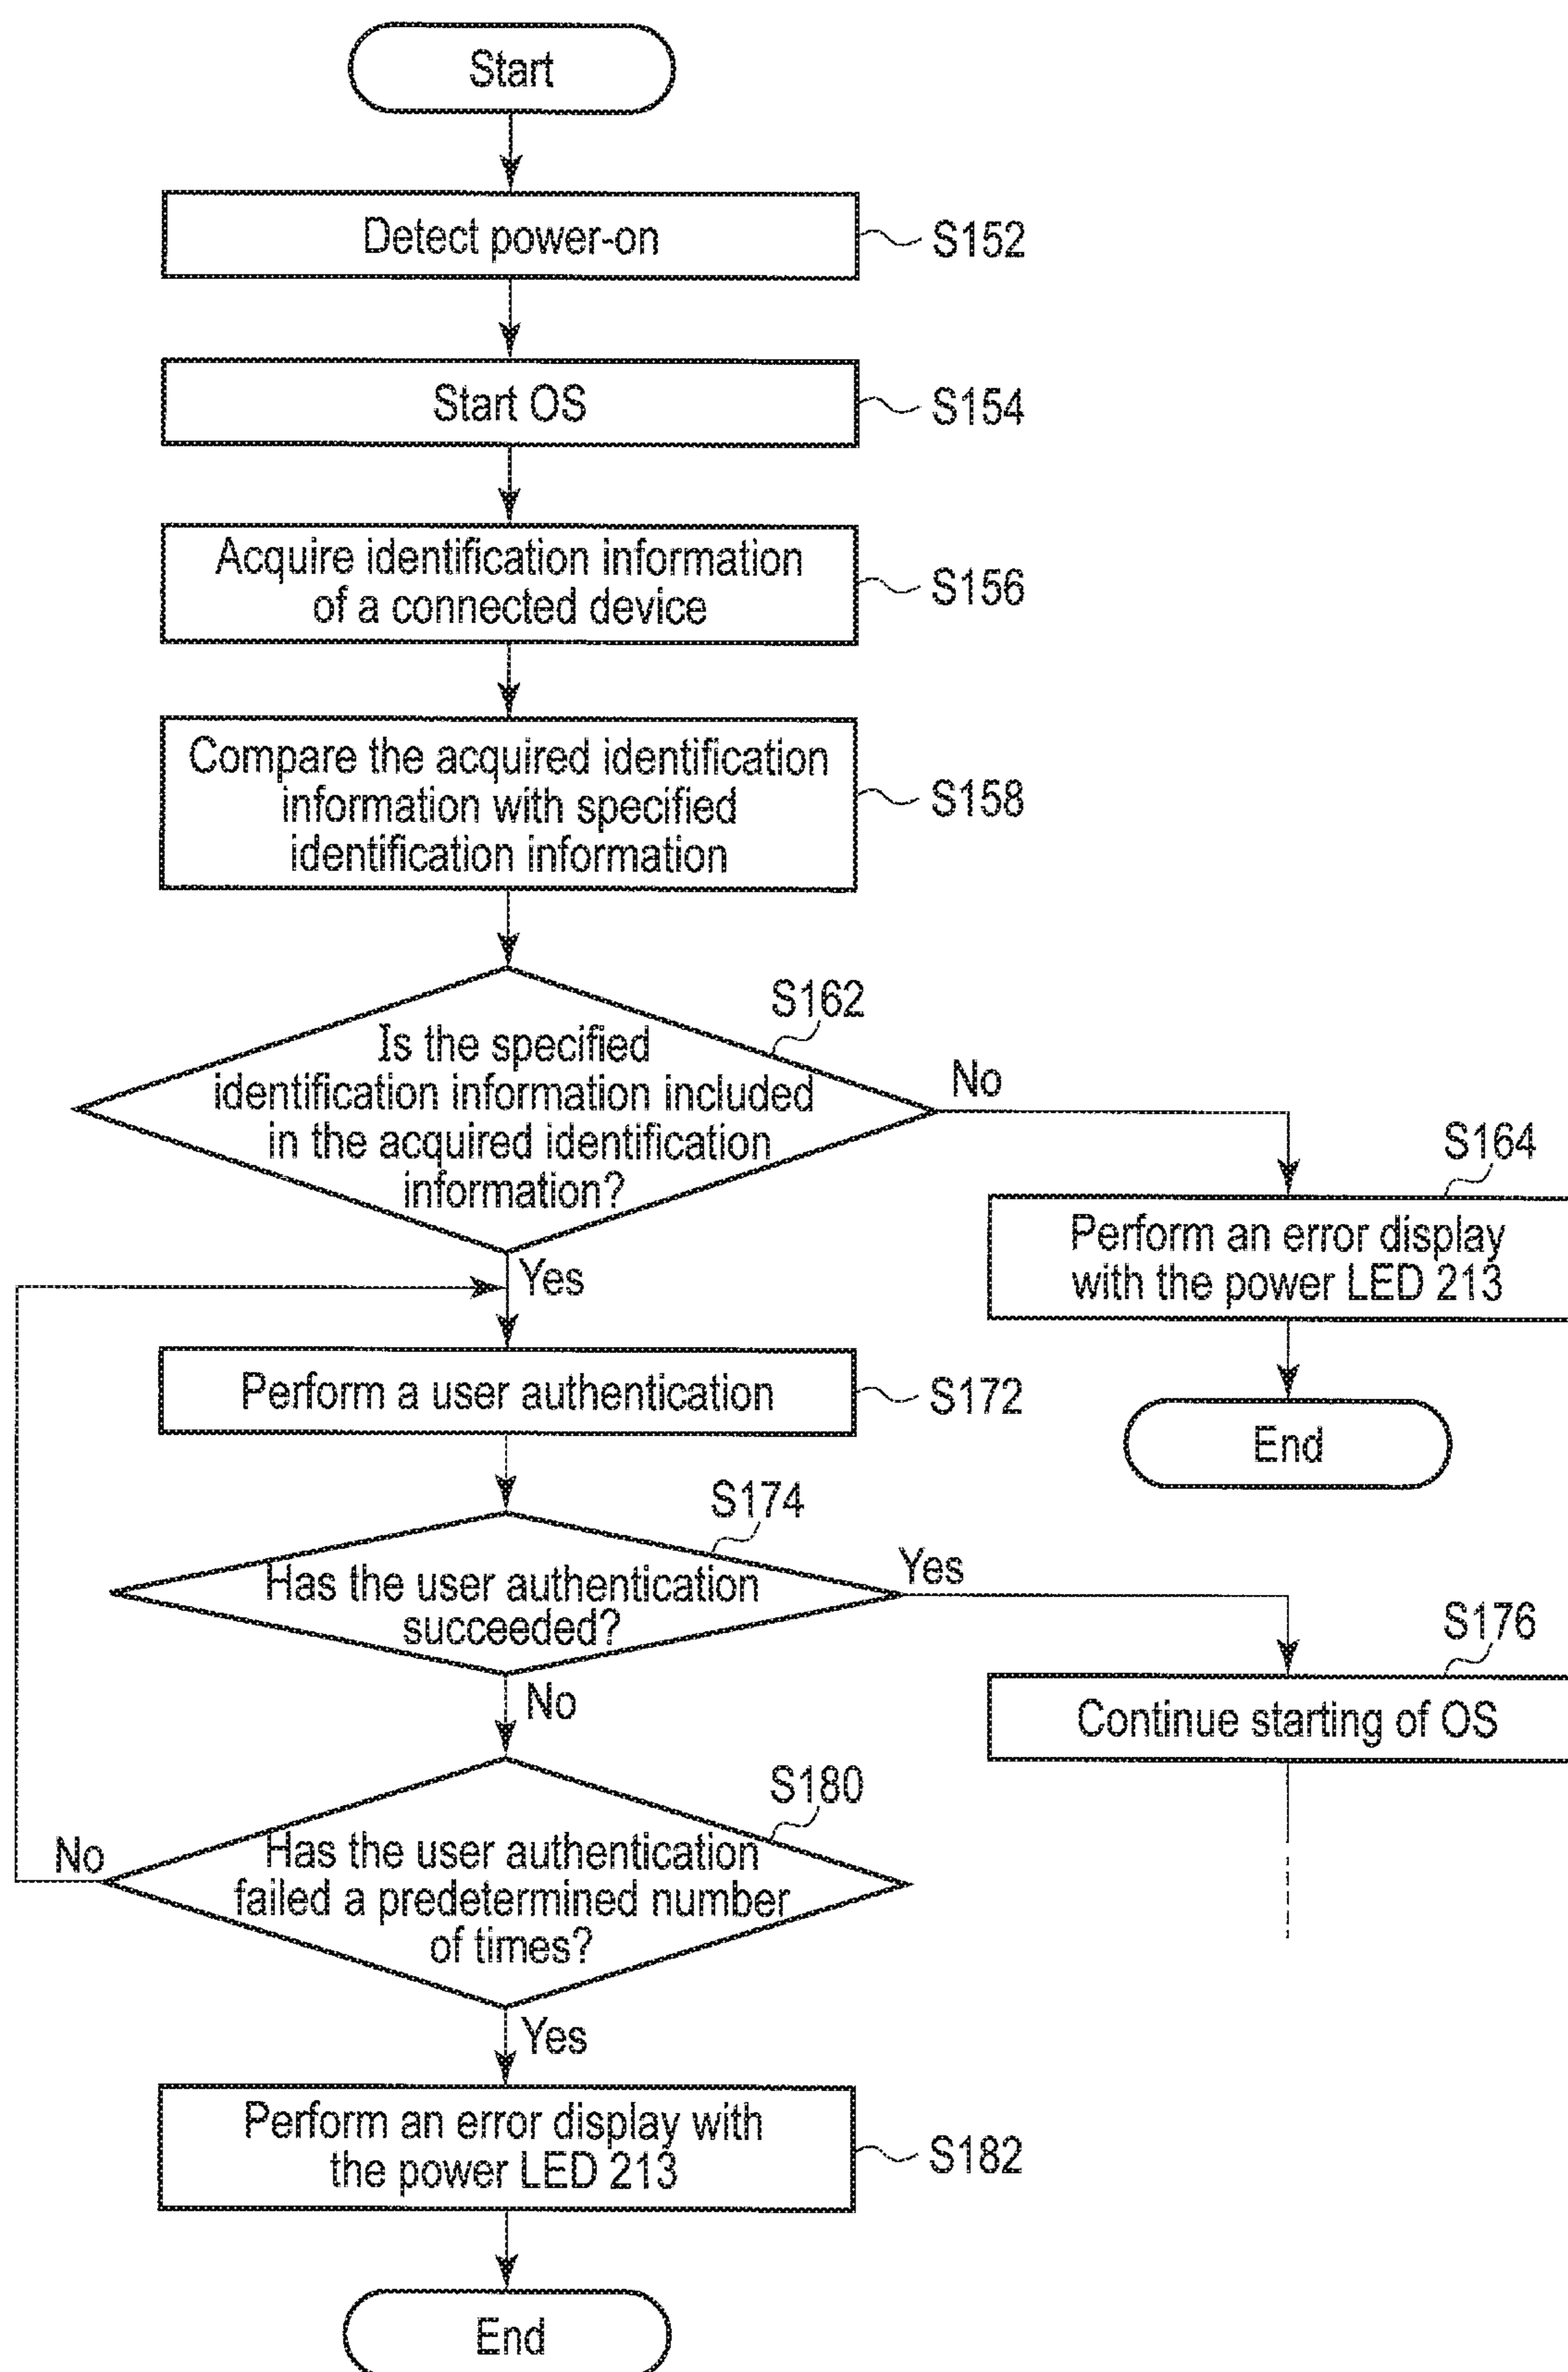 Start
Detect power-on
S152
Start OS
S154
Acquire identification information
of a connected device
S156
Compare the acquired identification
information with specified
identification information
S158
S162
Is the specified
identification information included
in the acquired identification
information?
No
S164
Perform an error display
with the power LED 213
End
Yes
Perform a user authentication
S172
S174
Has the user authentication
succeeded?
Yes
S176
Continue starting of OS
No
S180
Has the user authentication
failed a predetermined number
of times?
No
Yes
Perform an error display with
the power LED 213
S182
End